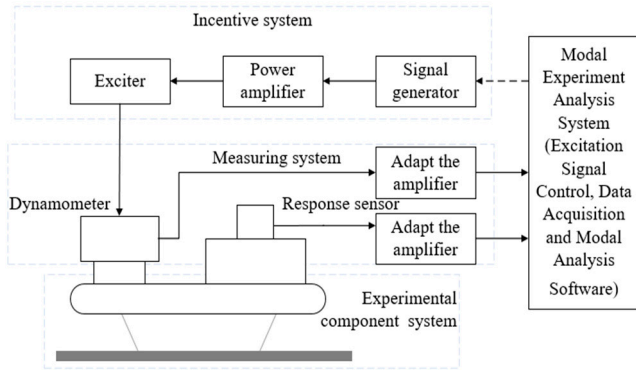 Incentive system
Exciter
Power
amplifier
Signal
generator
Modal
Experiment
Analysis
System
(Excitation
Signal
Control, Data
Acquisition
and Modal
Analysis
Software)
Measuring system
Adapt the
amplifier
Dynamometer
Response sensor
Adapt the
amplifier
Experimental
component system